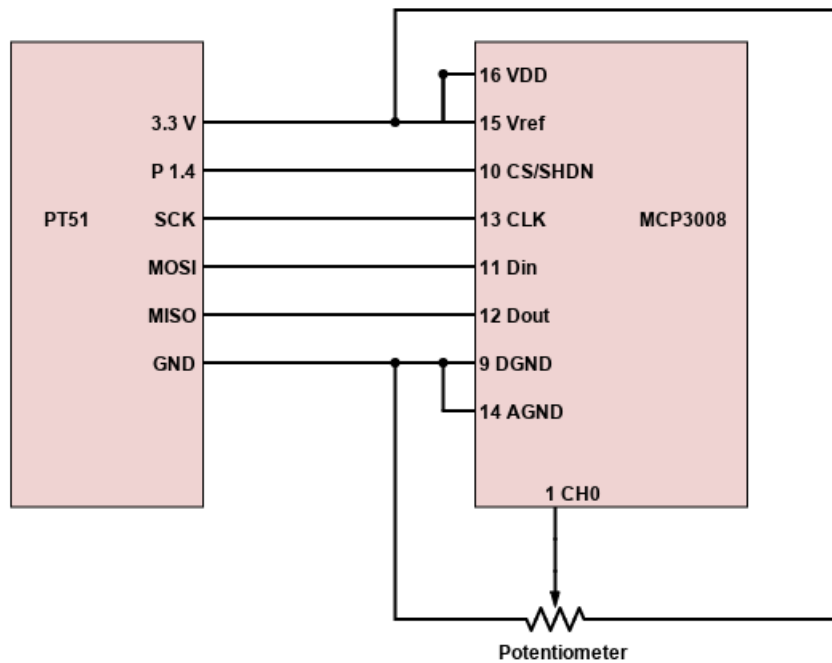 16 VDD
3.3 V
15 Vref
P 1.4
10 CS/SHDN
PT51
SCK
13 CLK
MCP3008
MOSI
11 Din
MISO
12 Dout
GND
9 DGND
14 AGND
1 CH0
Potentiometer